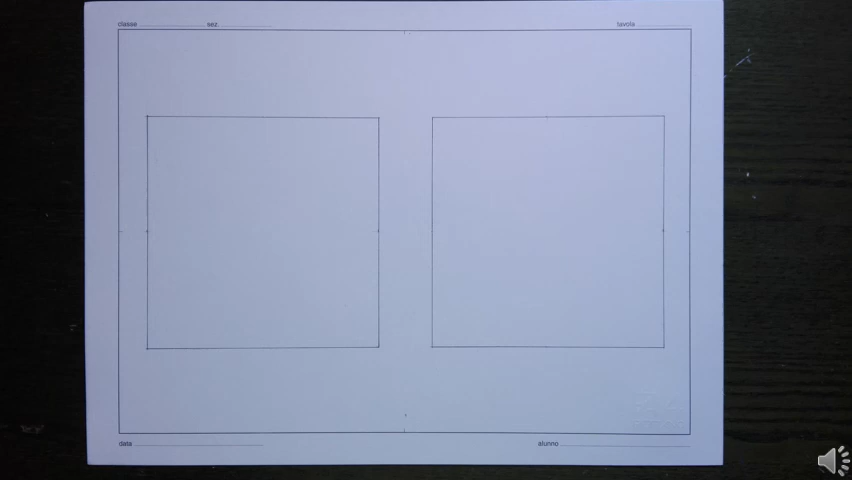 classe sez.
tavola
data
alunno